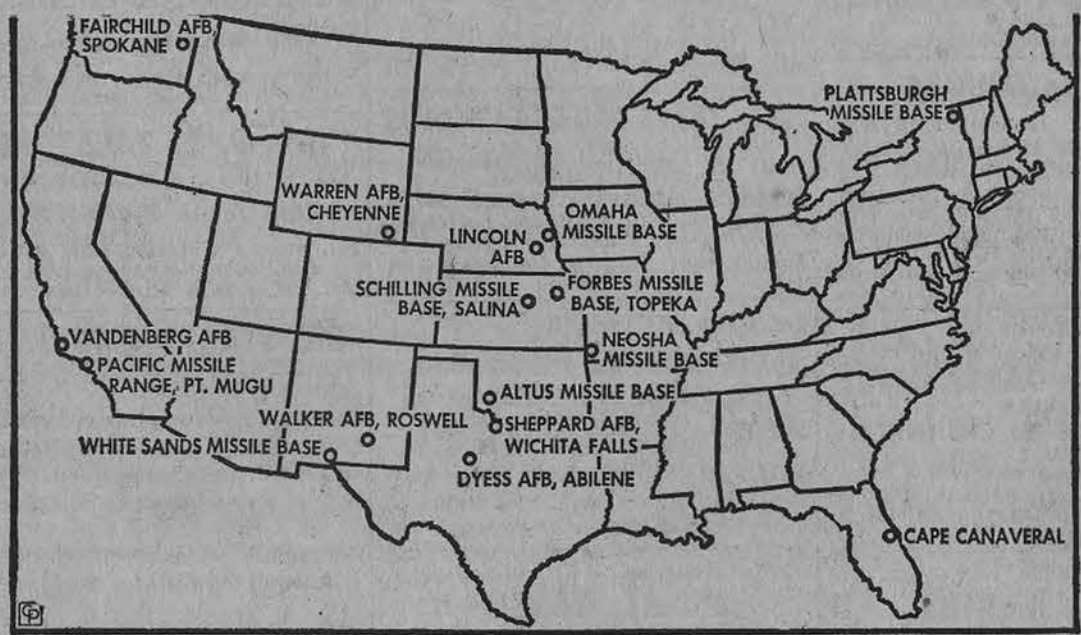 FAIRCHILD AFB,
SPOKANE
PLATTSBURGH
MISSILE BASE
WARREN AFB,
CHEYENNE
OMAHA
MISSILE BASE
LINCOLN
AFB
SCHILLING MISSILE
BASE, SALINA
FORBES MISSILE
BASE, TOPEKA
VANDENBERG AFB
PACIFIC MISSILE
RANGE, PT. MUGU
NEOSHA
MISSILE BASE
ALTUS MISSILE BASE
WALKER AFB, ROSWELL
SHEPPARD AFB,
WICHITA FALLS
WHITE SANDS MISSILE BASE
DYESS AFB, ABILENE
CAPE CANAVERAL
CP